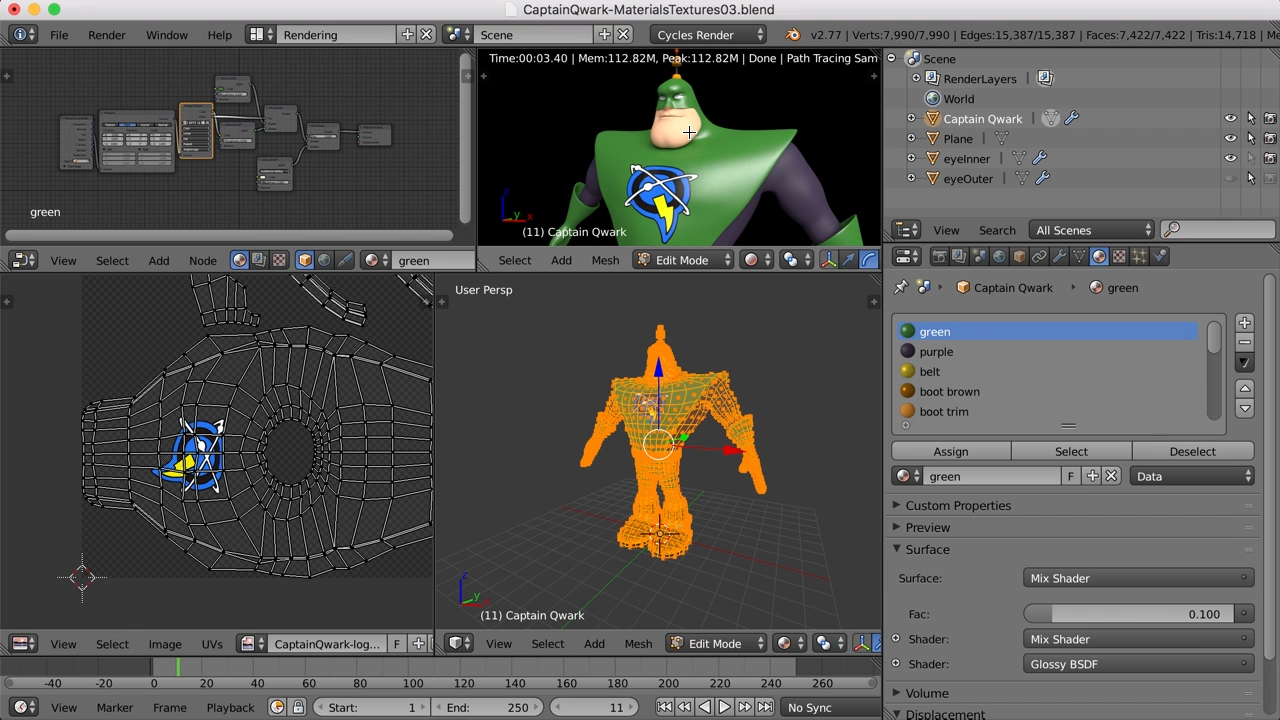 CaptainQwark-MaterialsTextures03.blend
File Render Window Help Rendering Scene Cycles Render v2.77 | Verts:7,990/7,990 | Edges:15,387/15,387 | Faces:7,422/7,422 | Tris:14,718 | Me
Time:00:03.40 | Mem:112.82M, Peak:112.82M | Done | Path Tracing Sam
green
z y x
(11) Captain Qwark
View Select Add Node green
Select Add Mesh Edit Mode
Scene
RenderLayers
World
Captain Qwark
Plane
eyeInner
eyeOuter
View Search All Scenes
Captain Qwark green
green
purple
belt
boot brown
boot trim
Assign Select Deselect
green F Data
Custom Properties
Preview
Surface
Surface: Mix Shader
Fac: 0.100
Shader: Mix Shader
Shader: Glossy BSDF
Volume
Displacement
User Persp
z y
(11) Captain Qwark
View Select Image UVs CaptainQwark-log... F
View Select Add Mesh Edit Mode
-40 -20 0 20 40 60 80 100 120 140 160 180 200 220 240 260
View Marker Frame Playback Start: 1 End: 250 11 No Sync